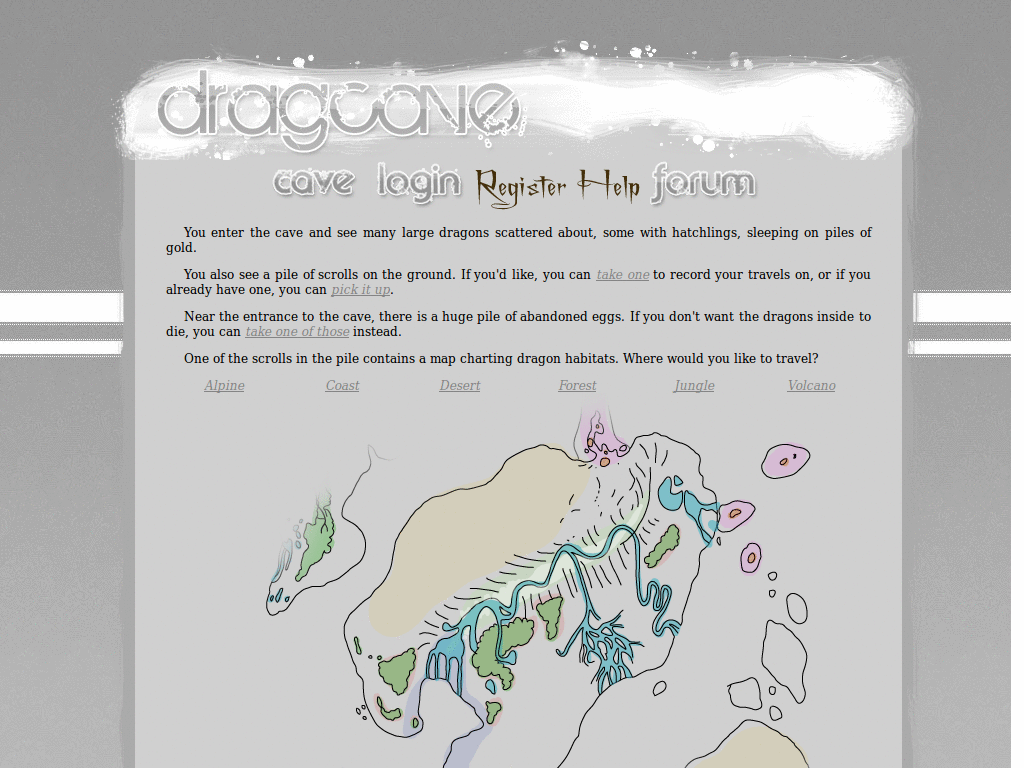 dragcave
cave login Register Help forum
You enter the cave and see many large dragons scattered about, some with hatchlings, sleeping on piles of
gold.
You also see a pile of scrolls on the ground. If you'd like, you can take one to record your travels on, or if you
already have one, you can pick it up.
Near the entrance to the cave, there is a huge pile of abandoned eggs. If you don't want the dragons inside to
die, you can take one of those instead.
One of the scrolls in the pile contains a map charting dragon habitats. Where would you like to travel?
Alpine Coast Desert Forest Jungle Volcano